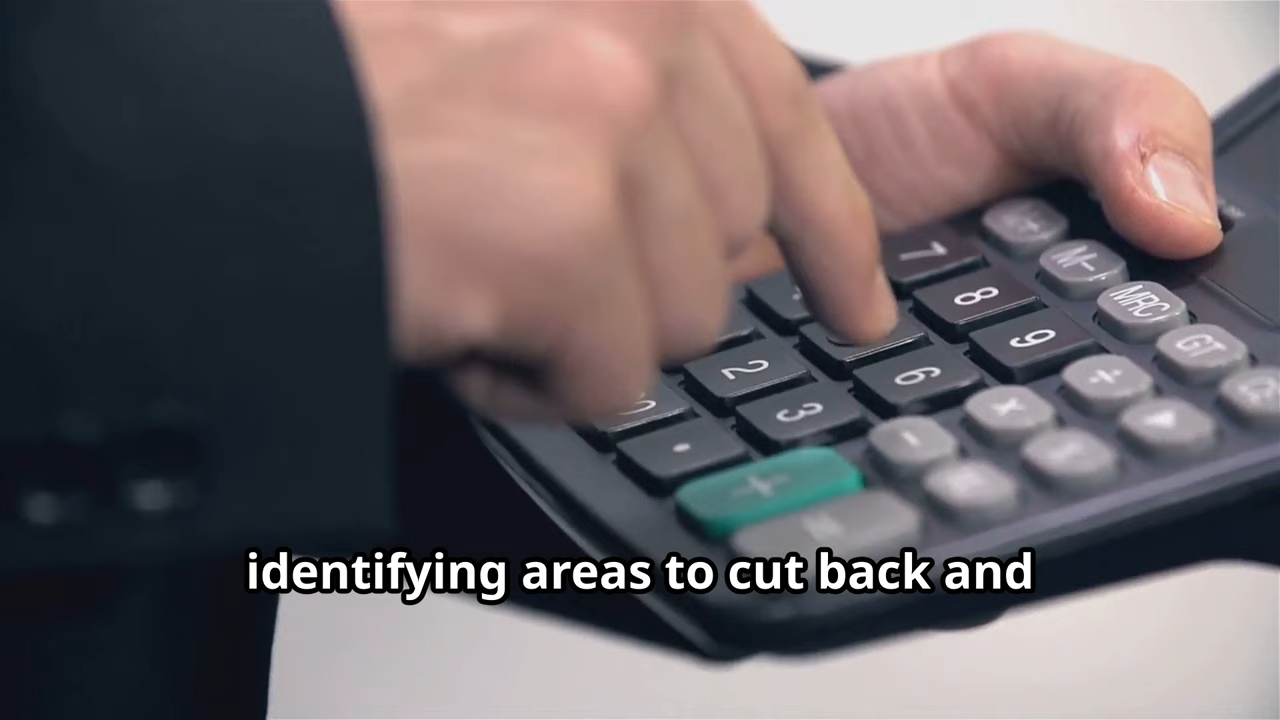 identifying areas to cut back and
7
8
9
6
2
3
.
M-
MRC
GT
÷
×
-
+